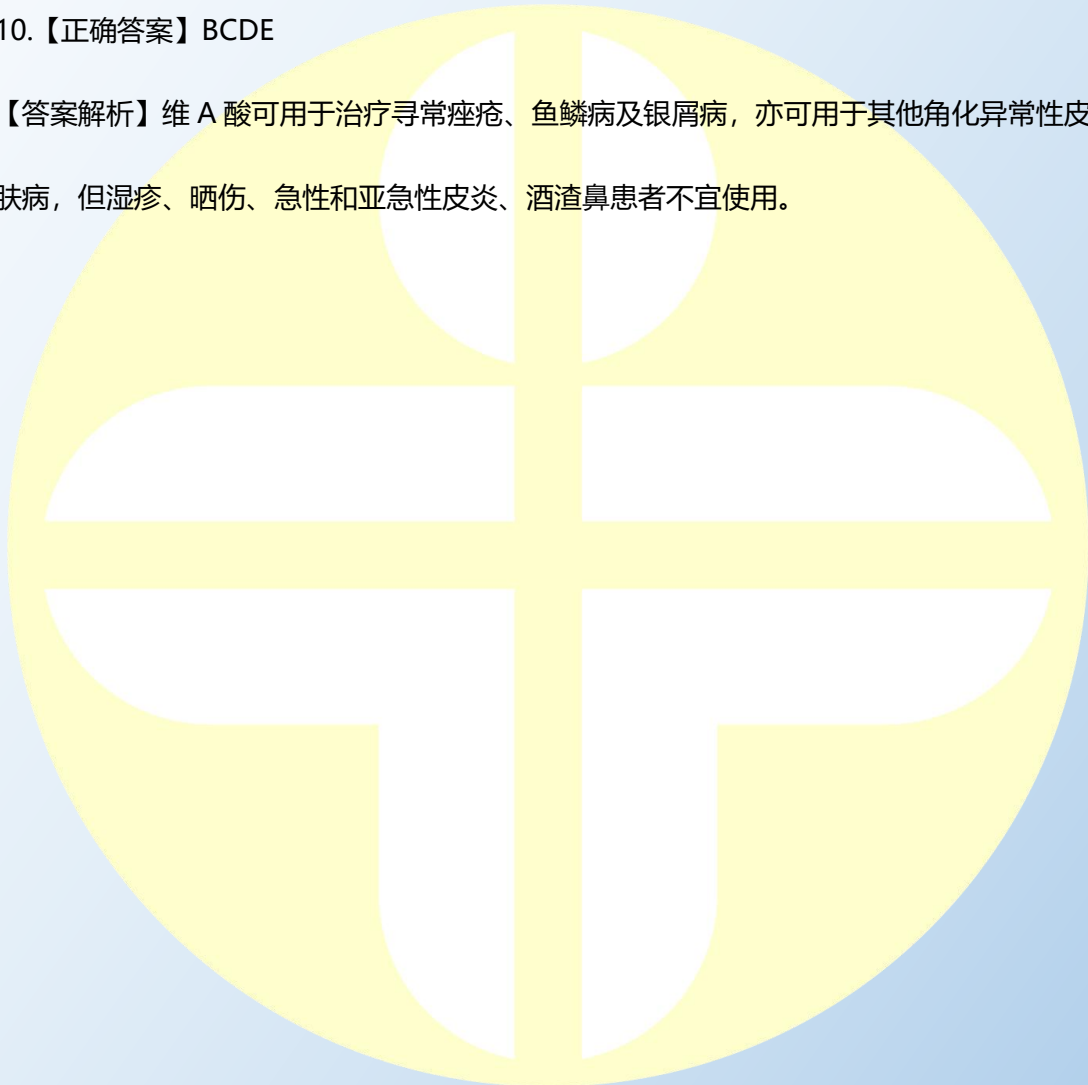 10.【正确答案】BCDE
【答案解析】维 A 酸可用于治疗寻常痤疮、鱼鳞病及银屑病，亦可用于其他角化异常性皮
肤病，但湿疹、晒伤、急性和亚急性皮炎、酒渣鼻患者不宜使用。